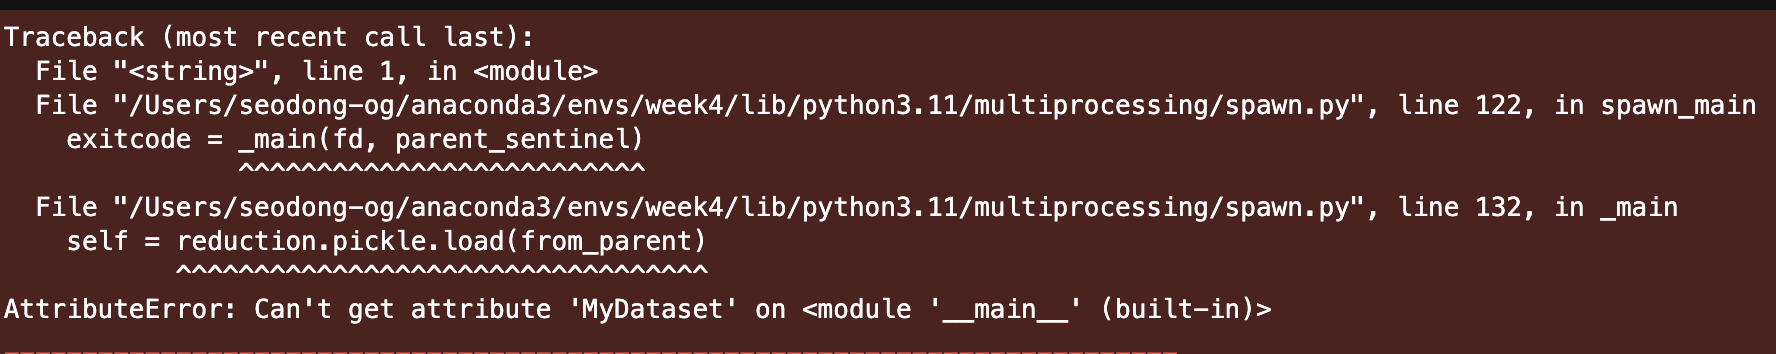 Traceback (most recent call last):
  File "<string>", line 1, in <module>
  File "/Users/seodong-og/anaconda3/envs/week4/lib/python3.11/multiprocessing/spawn.py", line 122, in spawn_main
    exitcode = _main(fd, parent_sentinel)
               ^^^^^^^^^^^^^^^^^^^^^^^^^^
  File "/Users/seodong-og/anaconda3/envs/week4/lib/python3.11/multiprocessing/spawn.py", line 132, in _main
    self = reduction.pickle.load(from_parent)
           ^^^^^^^^^^^^^^^^^^^^^^^^^^^^^^^^^^
AttributeError: Can't get attribute 'MyDataset' on <module '__main__' (built-in)>